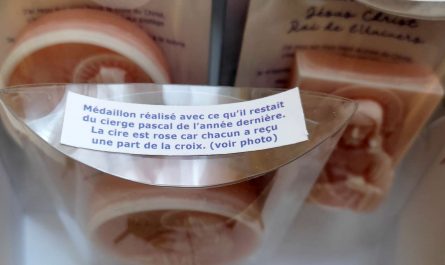 Jésus Christ
Roi de l'Univers
Médaillon réalisé avec ce qu'il restait
du cierge pascal de l'année dernière.
La cire est rose car chacun a reçu
une part de la croix. (voir photo)